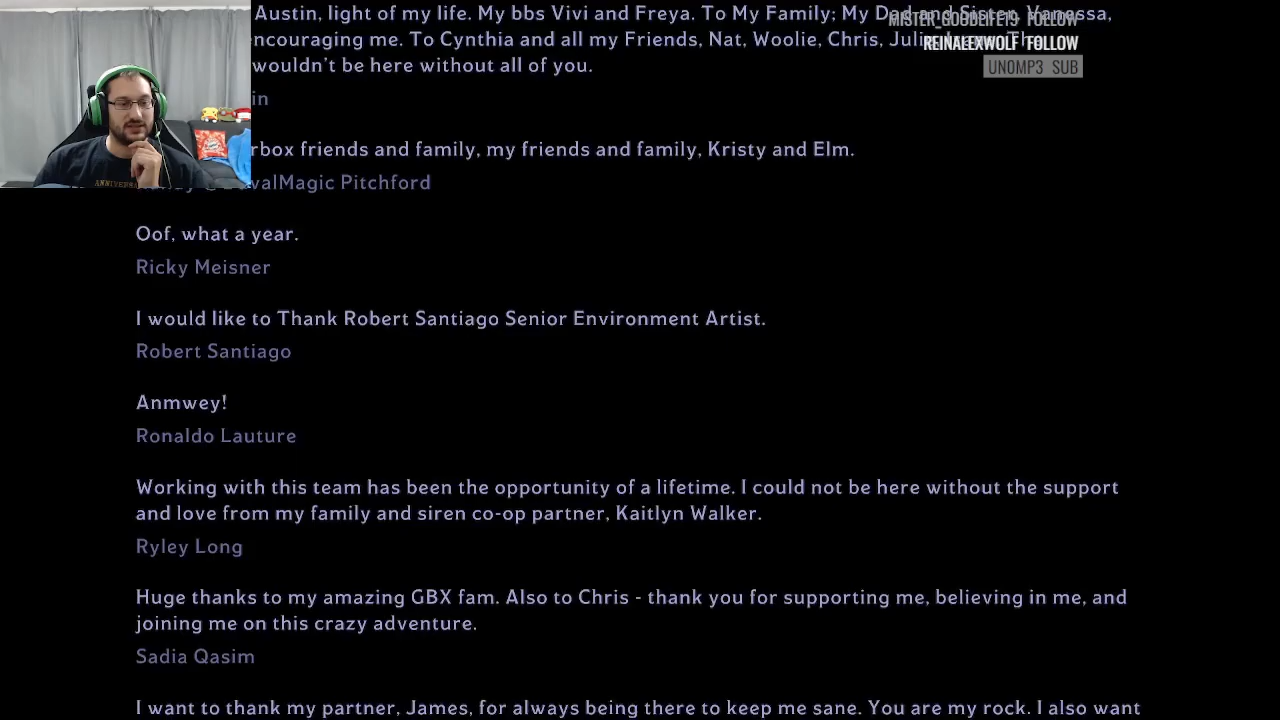 Austin, light of my life. My bbs Vivi and Freya. To My Family; My Dad and Sister, Vanessa,
encouraging me. To Cynthia and all my Friends, Nat, Woolie, Chris,
wouldn't be here without all of you.
in
rbox friends and family, my friends and family, Kristy and Elm.
valMagic Pitchford
Oof, what a year.
Ricky Meisner
I would like to Thank Robert Santiago Senior Environment Artist.
Robert Santiago
Anmwey!
Ronaldo Lauture
Working with this team has been the opportunity of a lifetime. I could not be here without the support
and love from my family and siren co-op partner, Kaitlyn Walker.
Ryley Long
Huge thanks to my amazing GBX fam. Also to Chris - thank you for supporting me, believing in me, and
joining me on this crazy adventure.
Sadia Qasim
I want to thank my partner, James, for always being there to keep me sane. You are my rock. I also want
FOLLOW
REINALEXWOLF FOLLOW
UNOMP3 SUB